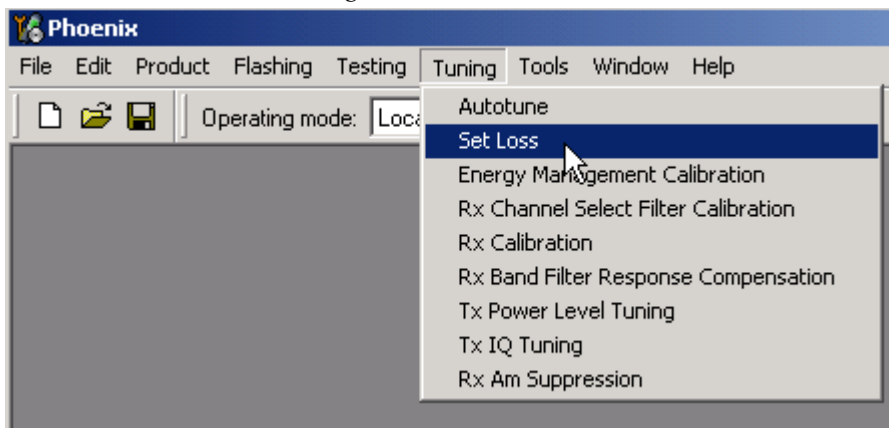 Phoenix
File Edit Product Flashing Testing Tuning Tools Window Help
Operating mode: Loca
Autotune
Set Loss
Energy Management Calibration
Rx Channel Select Filter Calibration
Rx Calibration
Rx Band Filter Response Compensation
Tx Power Level Tuning
Tx IQ Tuning
Rx Am Suppression